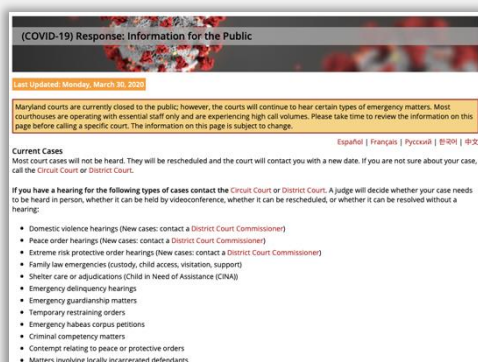 (COVID-19) Response: Information for the Public
Last Updated: Monday, March 30, 2020
Maryland courts are currently closed to the public; however, the courts will continue to hear certain types of emergency matters. Most
courthouses are operating with essential staff only and are experiencing high call volumes. Please take time to review the information on this
page before calling a specific court. The information on this page is subject to change.
Español | Français | Русский | 한국어 | 中文
Current Cases
Most court cases will not be heard. They will be rescheduled and the court will contact you with a new date. If you are not sure about your case,
call the Circuit Court or District Court.
If you have a hearing for the following types of cases contact the Circuit Court or District Court. A judge will decide whether your case needs
to be heard in person, whether it can be held by videoconference, whether it can be rescheduled, or whether it can be resolved without a
hearing:
• Domestic violence hearings (New cases: contact a District Court Commissioner)
• Peace order hearings (New cases: contact a District Court Commissioner)
• Extreme risk protective order hearings (New cases: contact a District Court Commissioner)
• Family law emergencies (custody, child access, visitation, support)
• Shelter care or adjudications (Child in Need of Assistance (CINA))
• Emergency delinquency hearings
• Emergency guardianship matters
• Temporary restraining orders
• Emergency habeas corpus petitions
• Criminal competency matters
• Contempt relating to peace or protective orders
• Matters involving locally incarcerated defendants